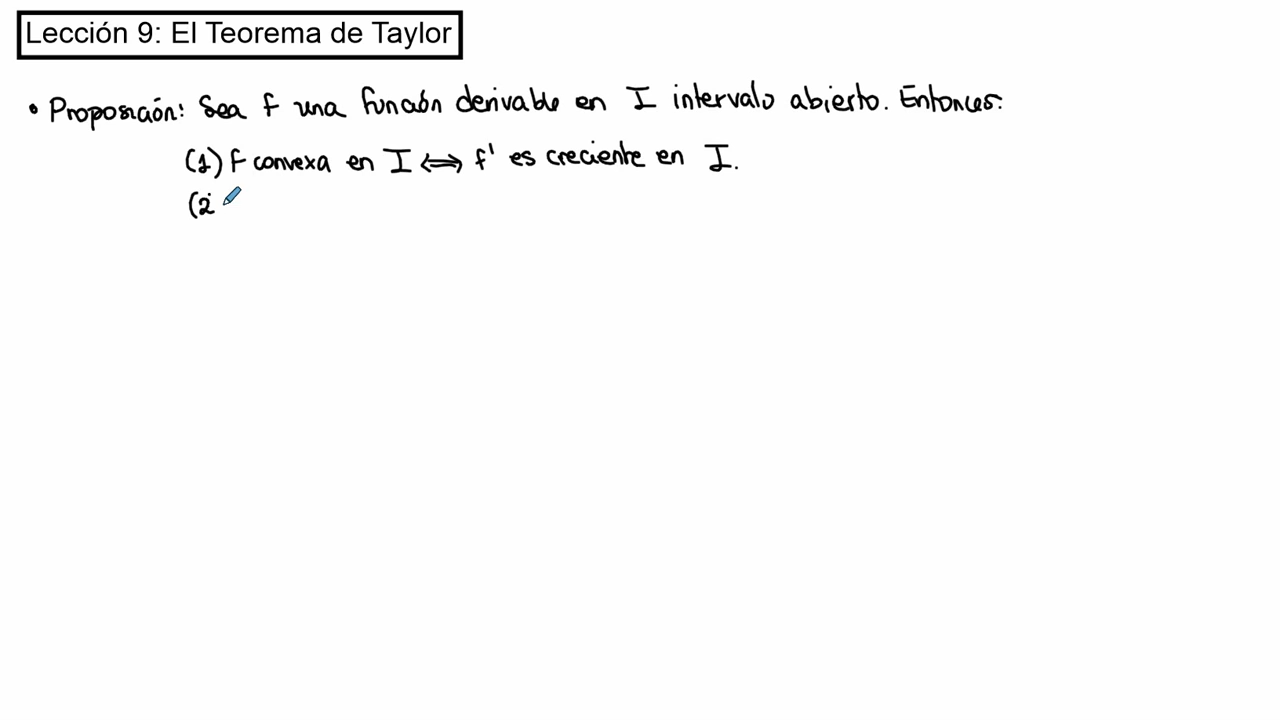 Lección 9: El Teorema de Taylor
• Proposición: Sea f una función derivable en I intervalo abierto. Entonces:
(1) f convexa en I ⟺ f' es creciente en I.
(2